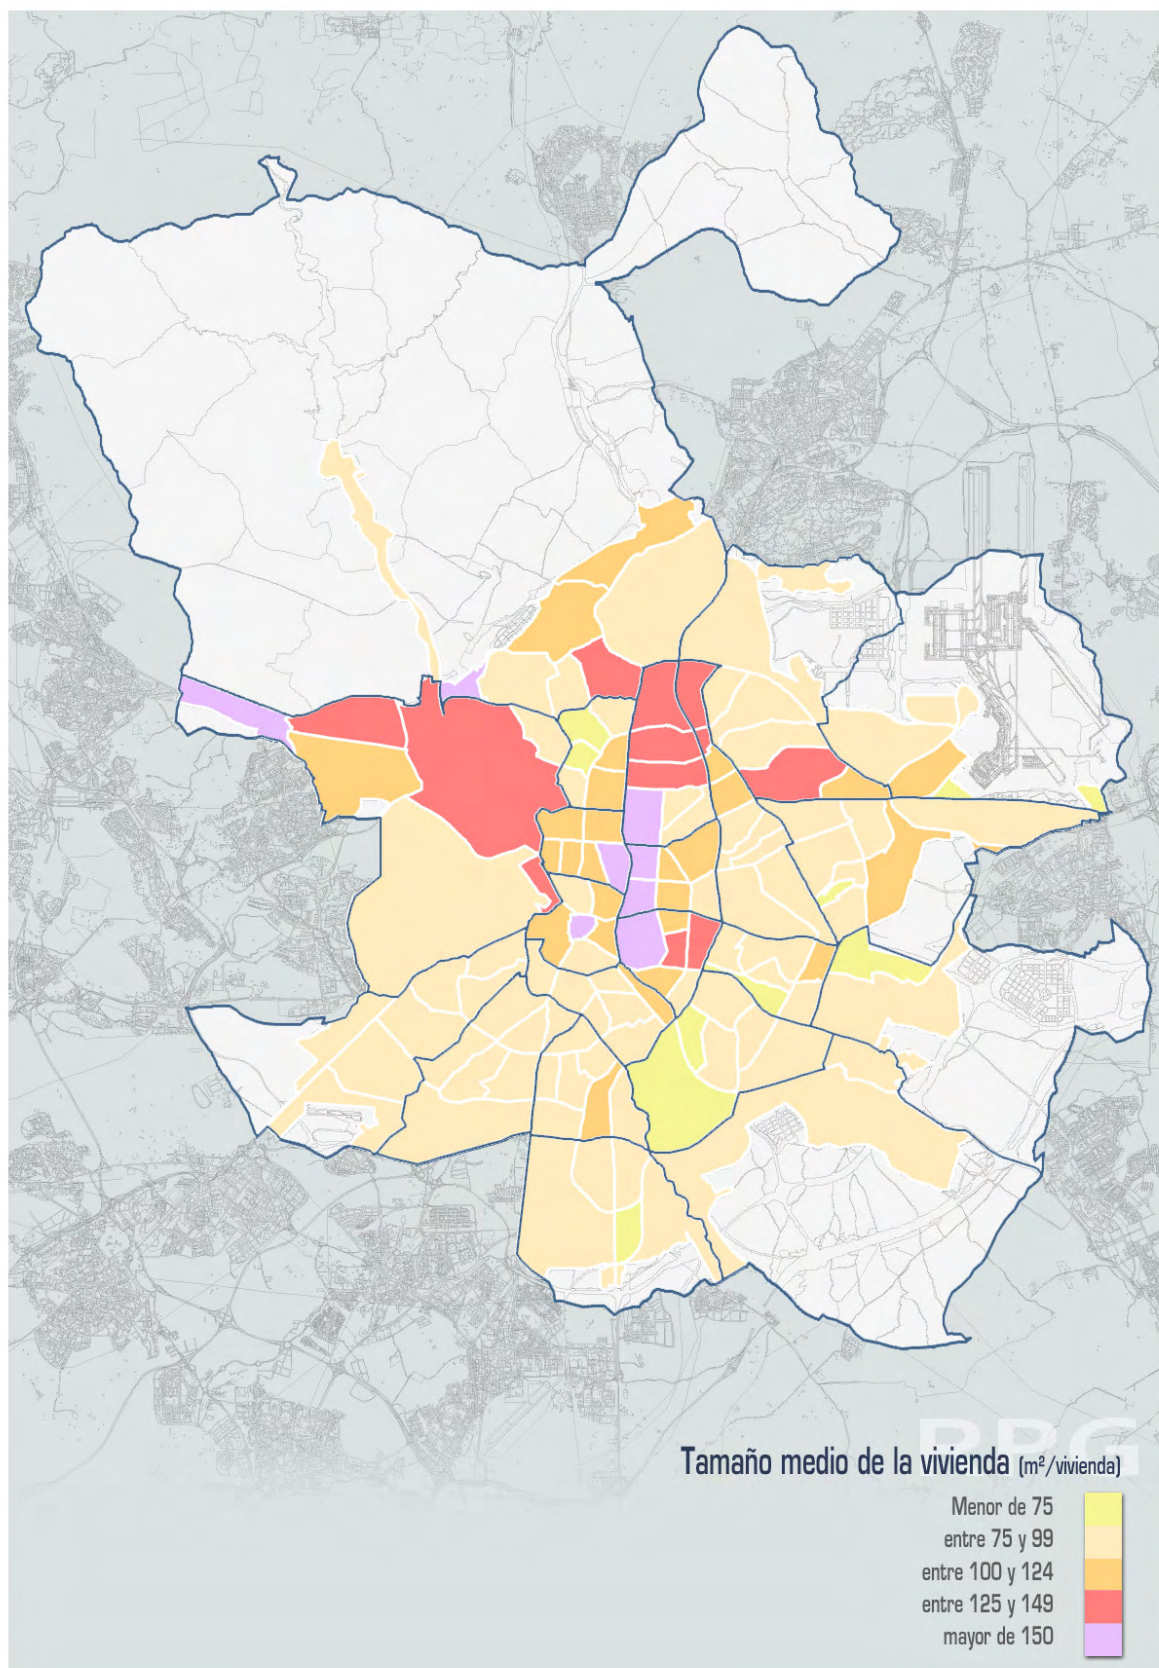 PPG
Tamaño medio de la vivienda (m²/vivienda)
Menor de 75
entre 75 y 99
entre 100 y 124
entre 125 y 149
mayor de 150